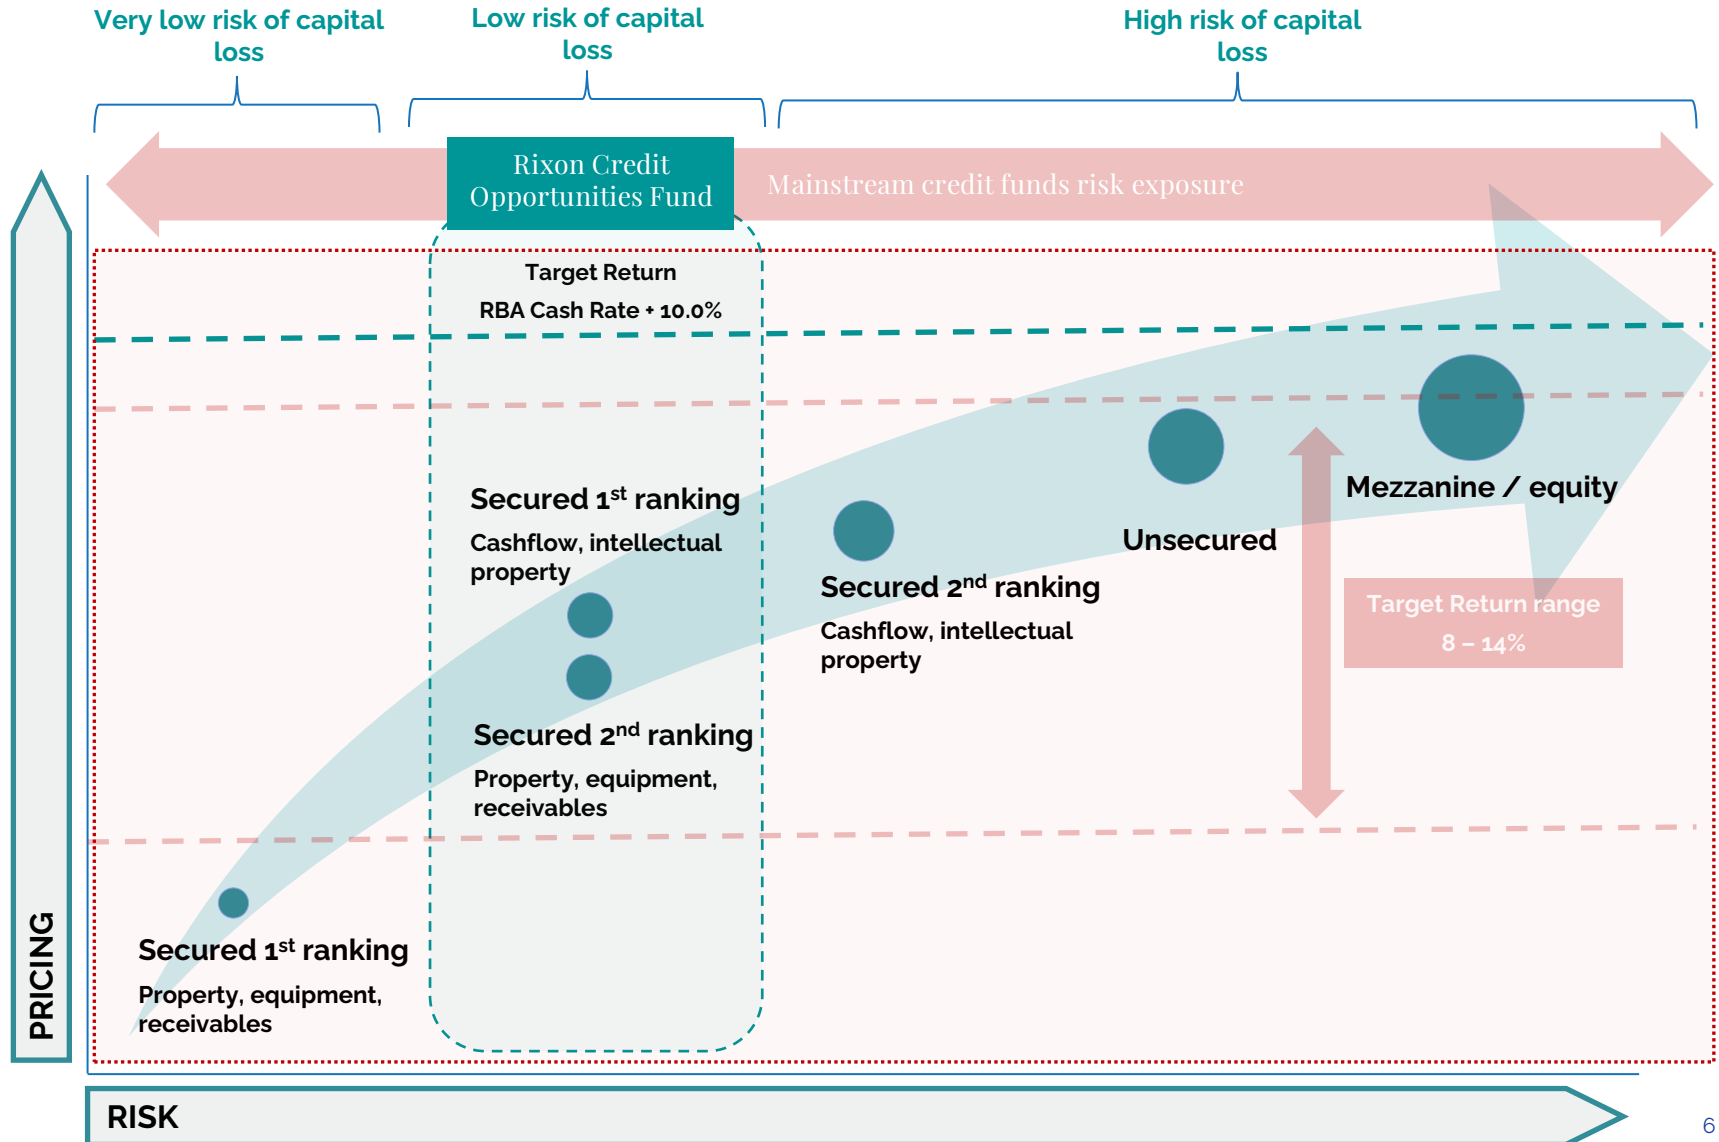 Very low risk of capital
loss
Low risk of capital
loss
High risk of capital
loss
Rixon Credit
Opportunities Fund
Mainstream credit funds risk exposure
Target Return
RBA Cash Rate + 10.0%
Secured 1st ranking
Cashflow, intellectual
property
Secured 2nd ranking
Property, equipment,
receivables
Secured 2nd ranking
Cashflow, intellectual
property
Unsecured
Mezzanine / equity
Target Return range
8 – 14%
Secured 1st ranking
Property, equipment,
receivables
PRICING
RISK
6